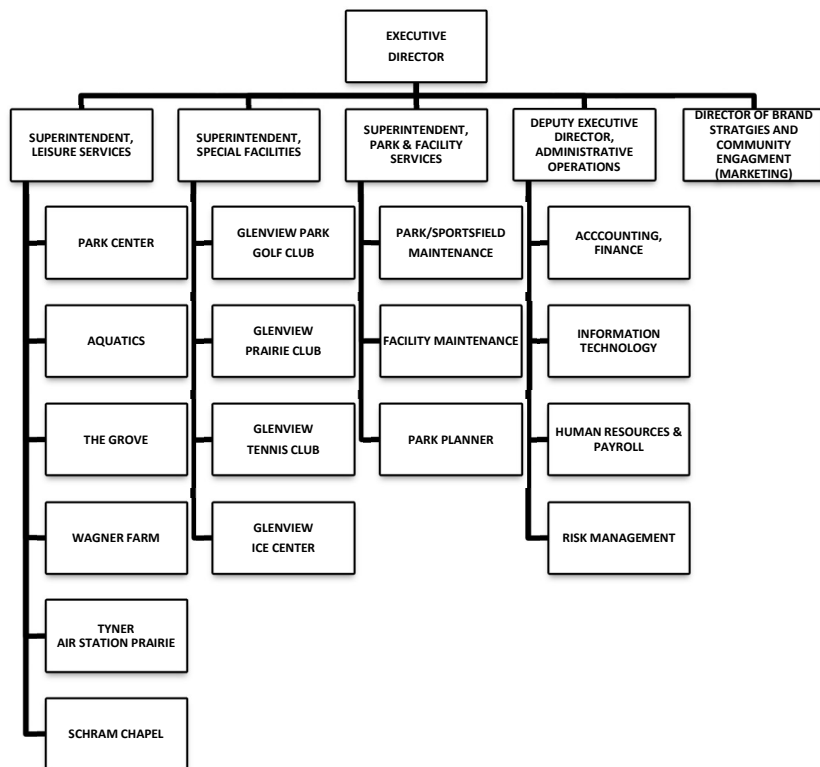 EXECUTIVE
DIRECTOR
SUPERINTENDENT,
LEISURE SERVICES
SUPERINTENDENT,
SPECIAL FACILITIES
SUPERINTENDENT,
PARK & FACILITY
SERVICES
DEPUTY EXECUTIVE
DIRECTOR,
ADMINISTRATIVE
OPERATIONS
DIRECTOR OF BRAND
STRATGIES AND
COMMUNITY
ENGAGMENT
(MARKETING)
PARK CENTER
AQUATICS
THE GROVE
WAGNER FARM
TYNER
AIR STATION PRAIRIE
SCHRAM CHAPEL
GLENVIEW PARK
GOLF CLUB
GLENVIEW
PRAIRIE CLUB
GLENVIEW
TENNIS CLUB
GLENVIEW
ICE CENTER
PARK/SPORTSFIELD
MAINTENANCE
FACILITY MAINTENANCE
PARK PLANNER
ACCCOUNTING,
FINANCE
INFORMATION
TECHNOLOGY
HUMAN RESOURCES &
PAYROLL
RISK MANAGEMENT